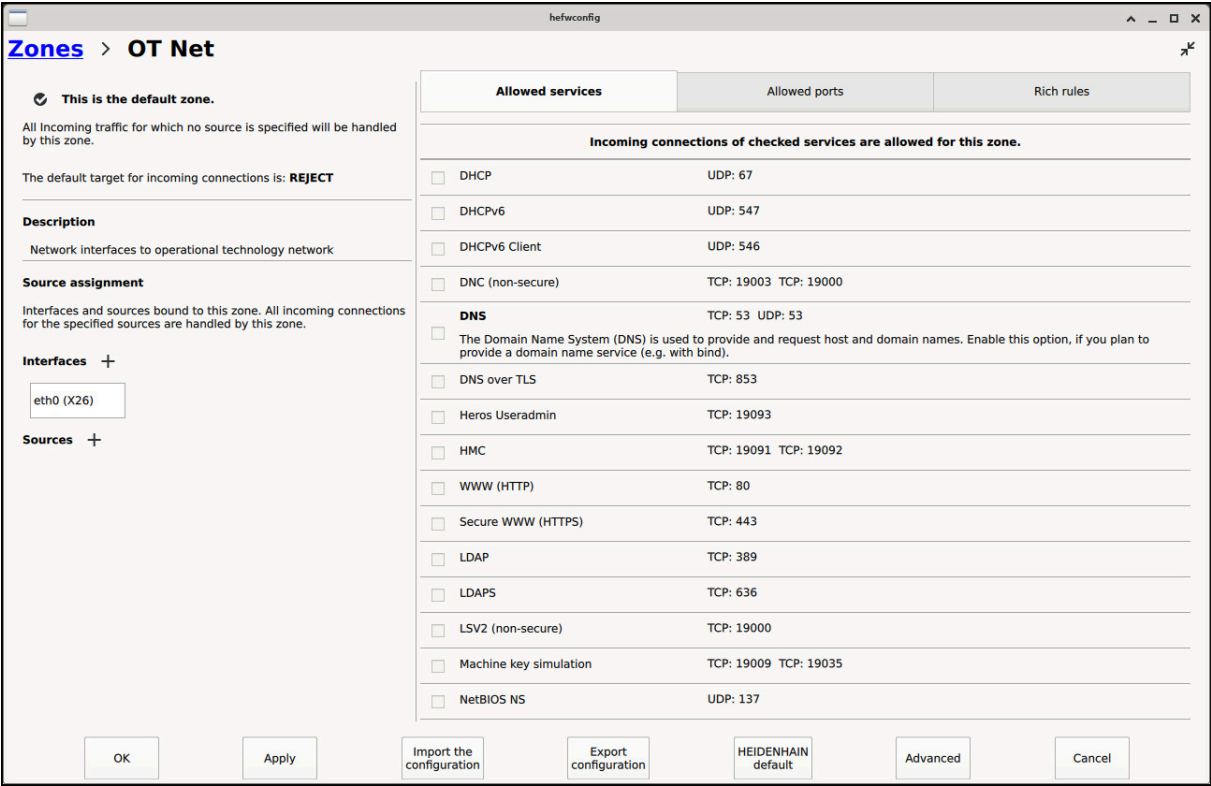 hefwconfig
Zones > OT Net
This is the default zone.
All Incoming traffic for which no source is specified will be handled
by this zone.
The default target for incoming connections is: REJECT
Description
Network interfaces to operational technology network
Source assignment
Interfaces and sources bound to this zone. All incoming connections
for the specified sources are handled by this zone.
Interfaces +
eth0 (X26)
Sources +
Allowed services Allowed ports Rich rules
Incoming connections of checked services are allowed for this zone.
DHCP UDP: 67
DHCPv6 UDP: 547
DHCPv6 Client UDP: 546
DNC (non-secure) TCP: 19003 TCP: 19000
DNS TCP: 53 UDP: 53
The Domain Name System (DNS) is used to provide and request host and domain names. Enable this option, if you plan to
provide a domain name service (e.g. with bind).
DNS over TLS TCP: 853
Heros Useradmin TCP: 19093
HMC TCP: 19091 TCP: 19092
WWW (HTTP) TCP: 80
Secure WWW (HTTPS) TCP: 443
LDAP TCP: 389
LDAPS TCP: 636
LSV2 (non-secure) TCP: 19000
Machine key simulation TCP: 19009 TCP: 19035
NetBIOS NS UDP: 137
OK
Apply
Import the
configuration
Export
configuration
HEIDENHAIN
default
Advanced
Cancel